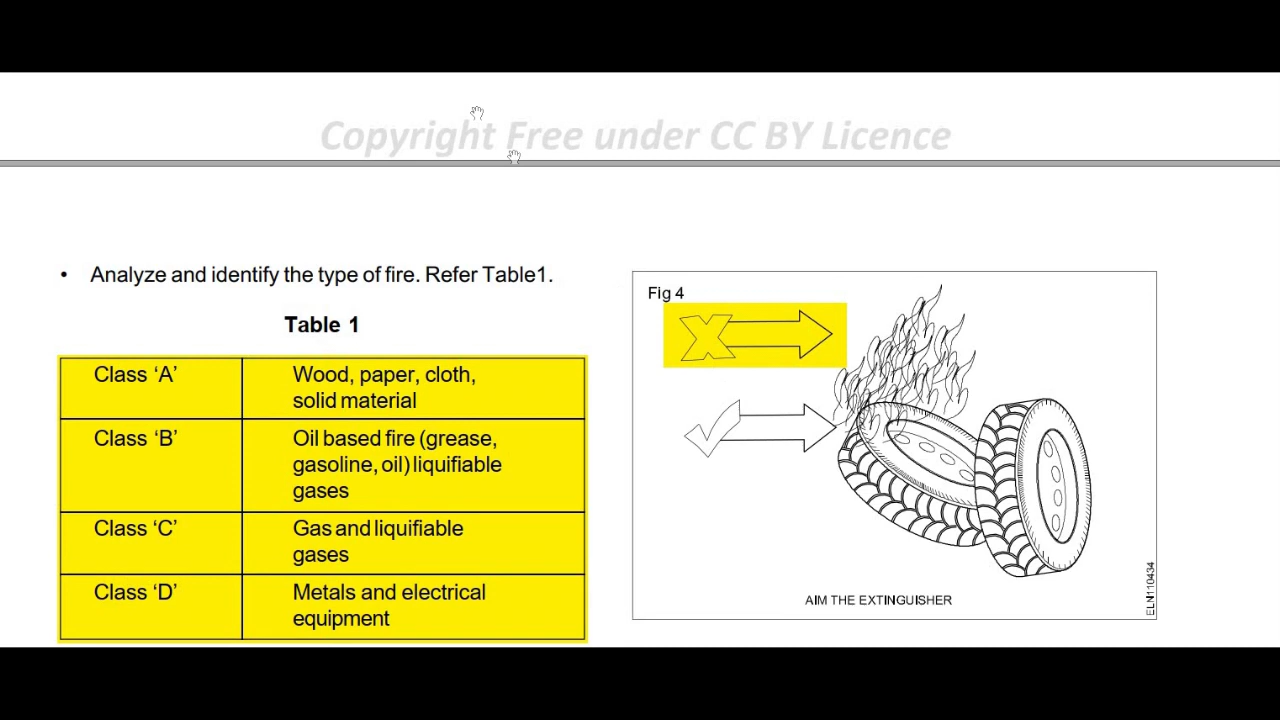 Copyright Free under CC BY Licence
• Analyze and identify the type of fire. Refer Table1.
Table 1
Class ‘A’
Wood, paper, cloth,
solid material
Class ‘B’
Oil based fire (grease,
gasoline, oil) liquifiable
gases
Class ‘C’
Gas and liquifiable
gases
Class ‘D’
Metals and electrical
equipment
Fig 4
AIM THE EXTINGUISHER
ELN110434